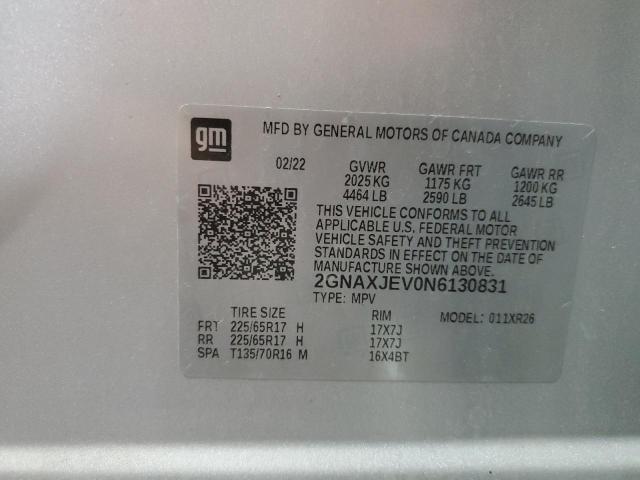 gm
MFD BY GENERAL MOTORS OF CANADA COMPANY
02/22 GVWR GAWR FRT GAWR RR
2025 KG 1175 KG 1200 KG
4464 LB 2590 LB 2645 LB
THIS VEHICLE CONFORMS TO ALL
APPLICABLE U.S. FEDERAL MOTOR
VEHICLE SAFETY AND THEFT PREVENTION
STANDARDS IN EFFECT ON THE DATE OF
MANUFACTURE SHOWN ABOVE.
2GNAXJEV0N6130831
TYPE: MPV
TIRE SIZE RIM MODEL: 011XR26
FRT 225/65R17 H 17X7J
RR 225/65R17 H 17X7J
SPA T135/70R16 M 16X4BT